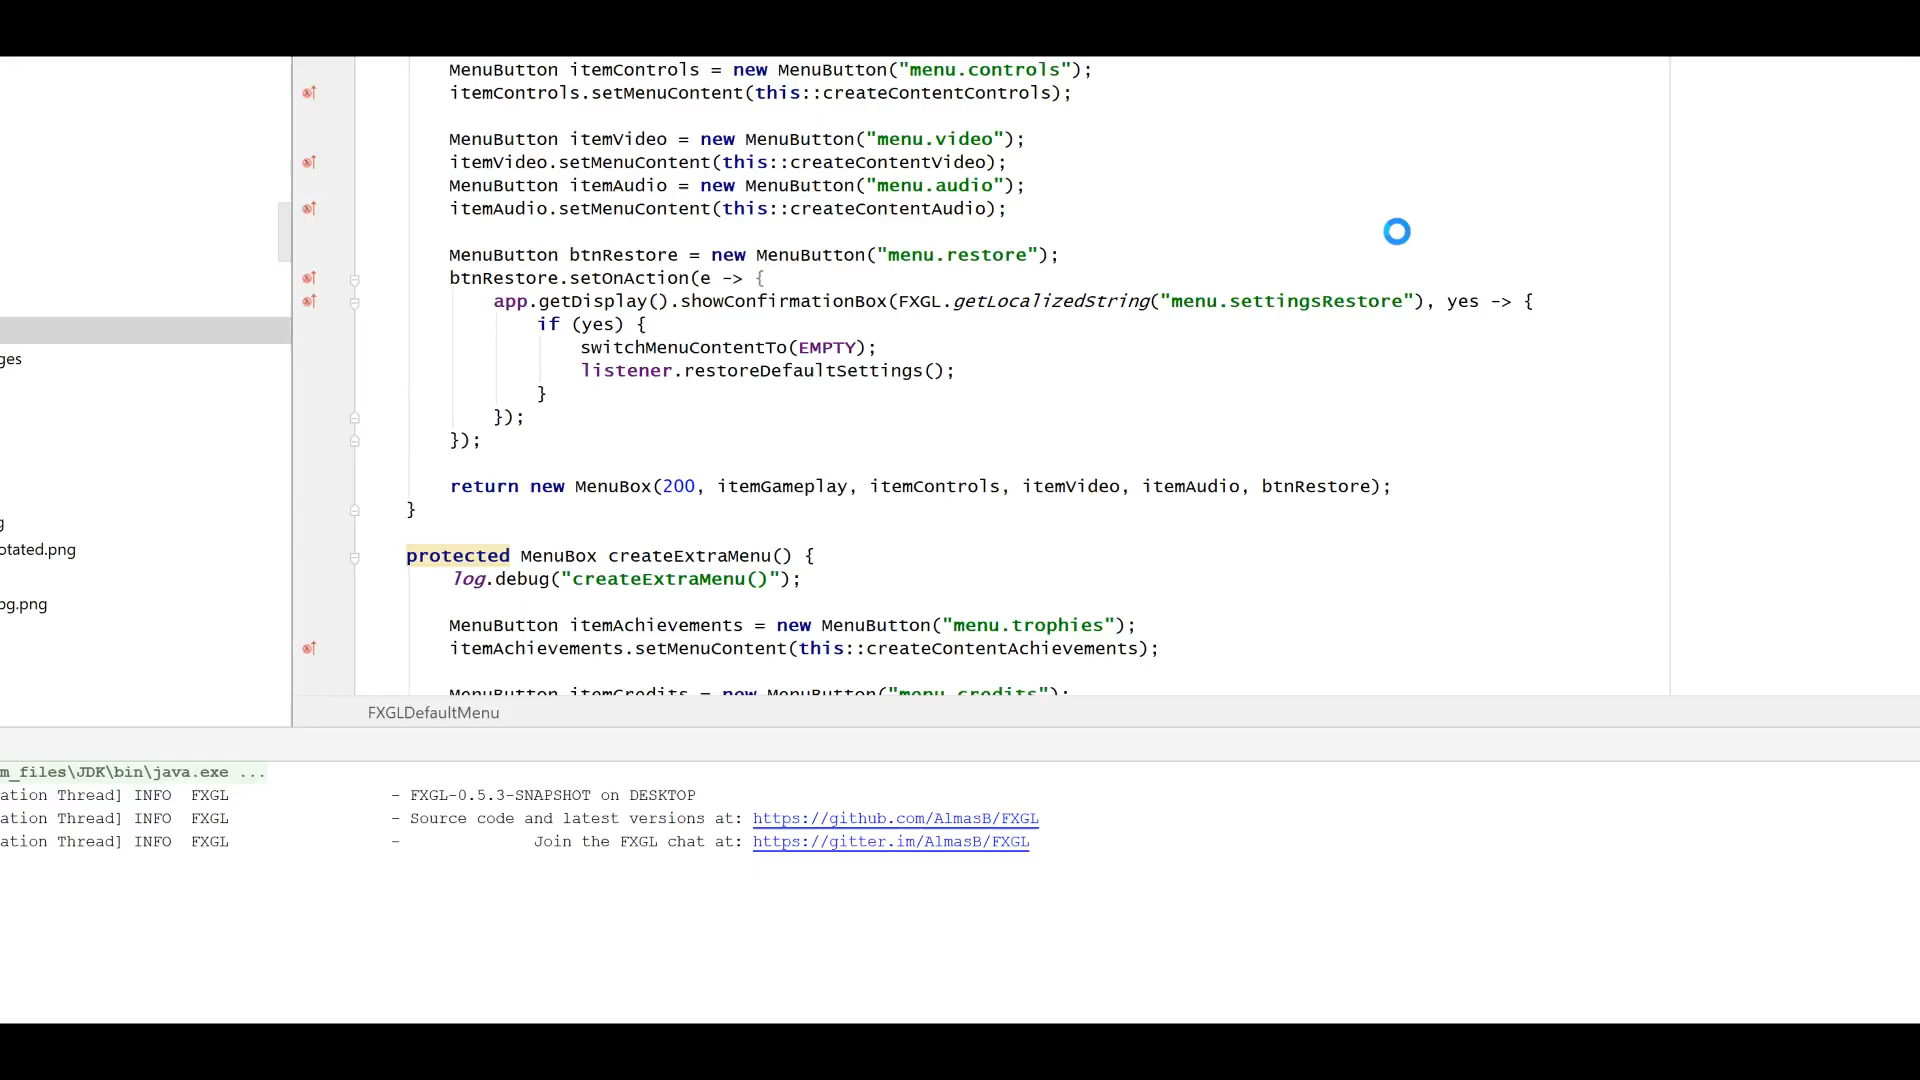 MenuButton itemControls = new MenuButton("menu.controls");
itemControls.setMenuContent(this::createContentControls);
MenuButton itemVideo = new MenuButton("menu.video");
itemVideo.setMenuContent(this::createContentVideo);
MenuButton itemAudio = new MenuButton("menu.audio");
itemAudio.setMenuContent(this::createContentAudio);
MenuButton btnRestore = new MenuButton("menu.restore");
btnRestore.setOnAction(e -> {
app.getDisplay().showConfirmationBox(FXGL.getLocalizedString("menu.settingsRestore"), yes -> {
if (yes) {
switchMenuContentTo(EMPTY);
listener.restoreDefaultSettings();
}
});
});
return new MenuBox(200, itemGameplay, itemControls, itemVideo, itemAudio, btnRestore);
}
protected MenuBox createExtraMenu() {
log.debug("createExtraMenu()");
MenuButton itemAchievements = new MenuButton("menu.trophies");
itemAchievements.setMenuContent(this::createContentAchievements);
MenuButton itemCredits = new MenuButton("menu.credits");
ges
g
otated.png
og.png
FXGLDefaultMenu
m_files\JDK\bin\java.exe ...
ation Thread] INFO FXGL - FXGL-0.5.3-SNAPSHOT on DESKTOP
ation Thread] INFO FXGL - Source code and latest versions at: https://github.com/AlmasB/FXGL
ation Thread] INFO FXGL - Join the FXGL chat at: https://gitter.im/AlmasB/FXGL